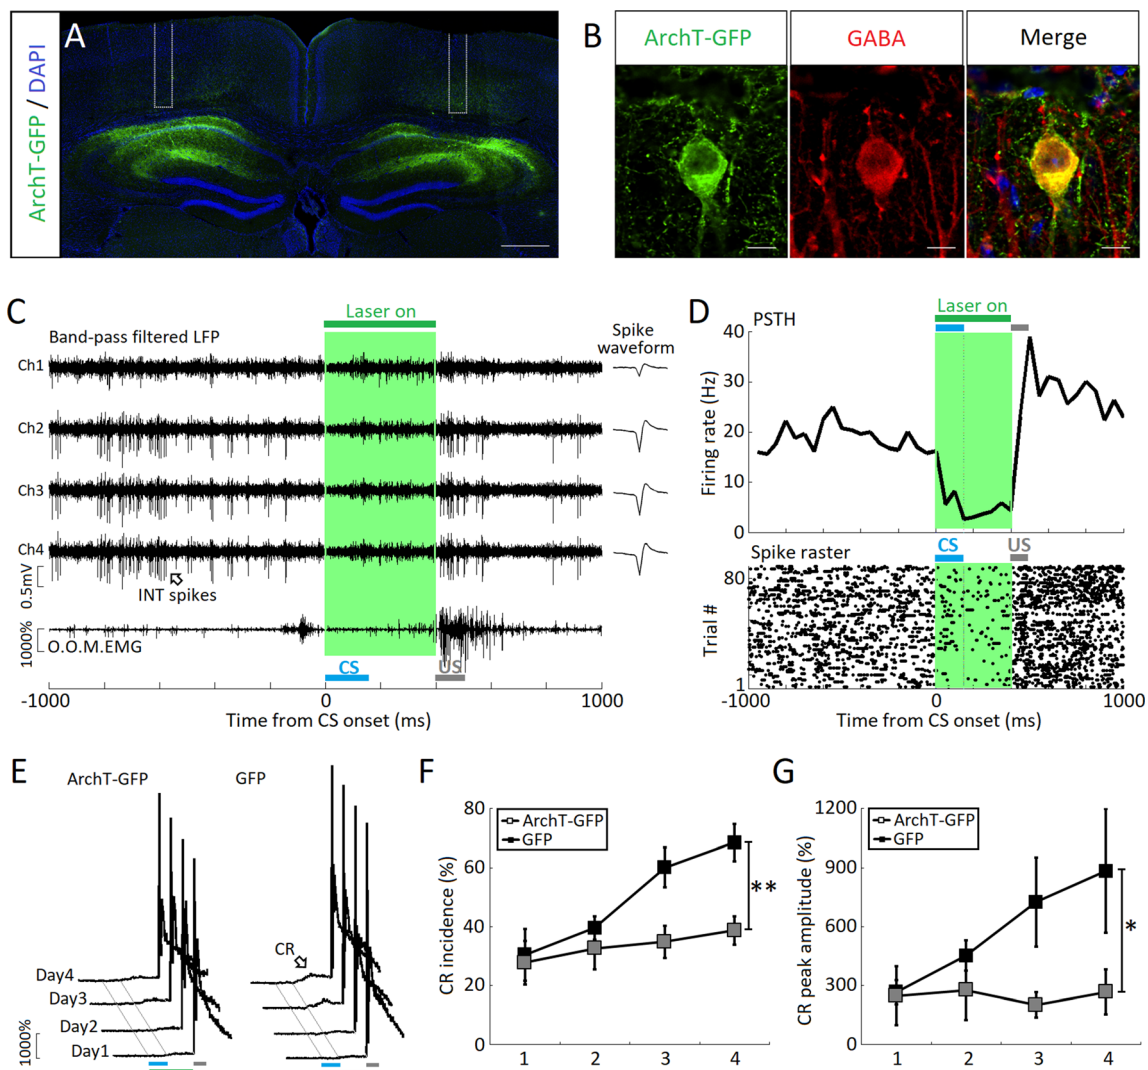 A
ArchT-GFP / DAPI
B
ArchT-GFP
GABA
Merge
C
Laser on
Band-pass filtered LFP
Spike
waveform
Ch1
Ch2
Ch3
Ch4
0.5mV
INT spikes
1000%
O.O.M.EMG
CS
US
-1000
0
1000
Time from CS onset (ms)
D
Laser on
PSTH
40
30
20
10
0
Firing rate (Hz)
CS
US
Spike raster
80
1
Trial #
-1000
0
1000
Time from CS onset (ms)
E
ArchT-GFP
GFP
CR
Day4
Day3
Day2
Day1
1000%
F
80
60
40
20
0
CR incidence (%)
ArchT-GFP
GFP
**
1 2 3 4
G
1200
900
600
300
0
CR peak amplitude (%)
ArchT-GFP
GFP
*
1 2 3 4